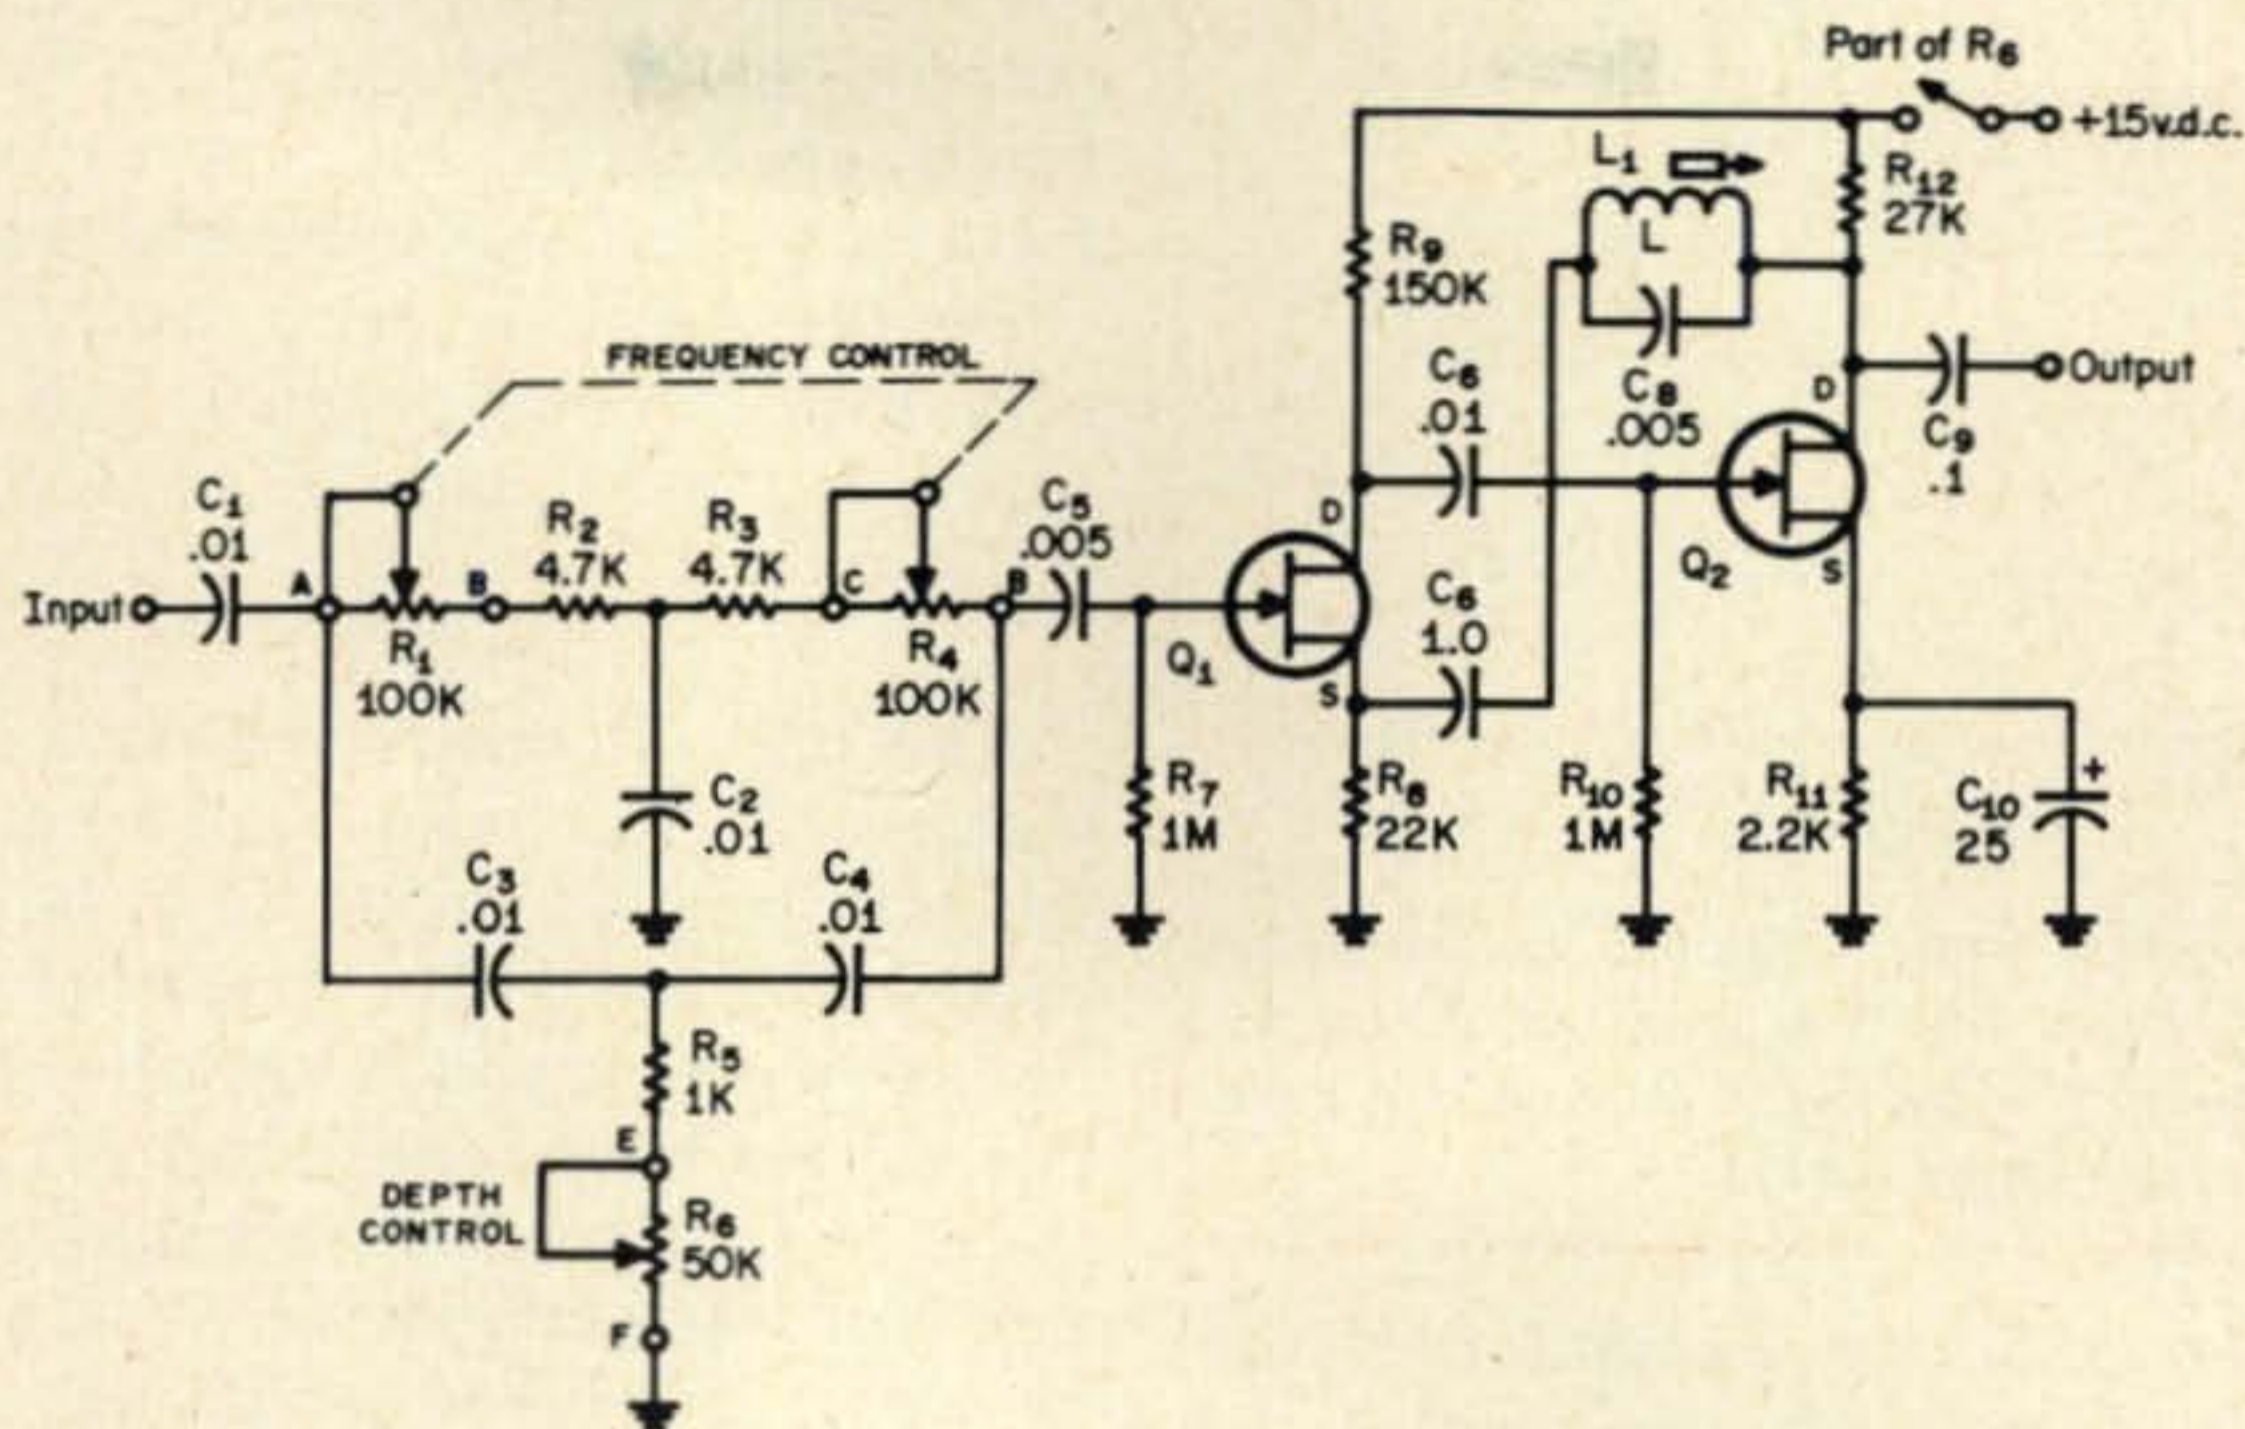 Part of R6
+15v.d.c.
L1
R12
27K
L
R9
150K
FREQUENCY CONTROL
C6
.01
C8
.005
D
Output
C9
.1
C1
.01
R2
4.7K
R3
4.7K
C5
.005
D
Q2
S
Input
A
B
C
B
R1
100K
R4
100K
Q1
C6
1.0
S
C2
.01
R7
1M
R8
22K
R10
1M
R11
2.2K
C10
25
+
C3
.01
C4
.01
R5
1K
E
DEPTH
CONTROL
R6
50K
F